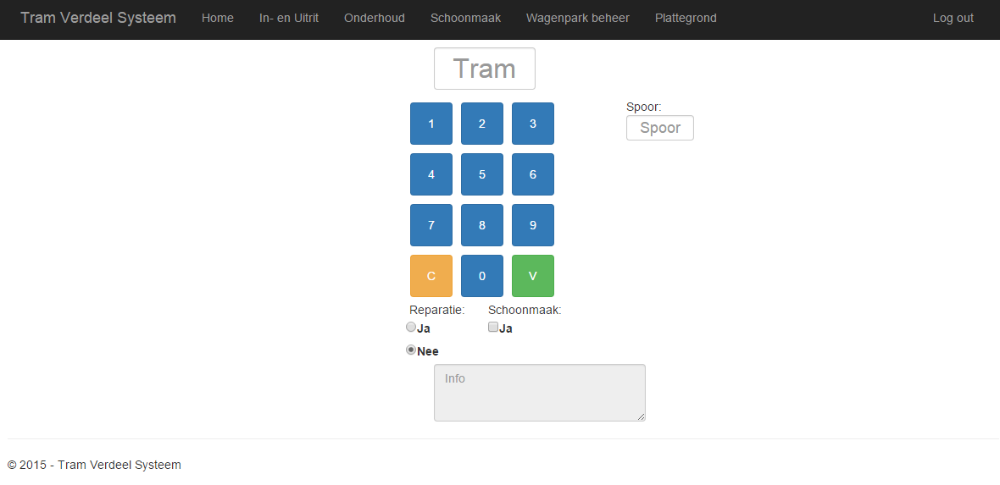 Tram Verdeel Systeem Home In- en Uitrit Onderhoud Schoonmaak Wagenpark beheer Plattegrond Log out
Tram
1 2 3
Spoor:
Spoor
4 5 6
7 8 9
C 0 V
Reparatie: Schoonmaak:
Ja Ja
Nee
Info
© 2015 - Tram Verdeel Systeem